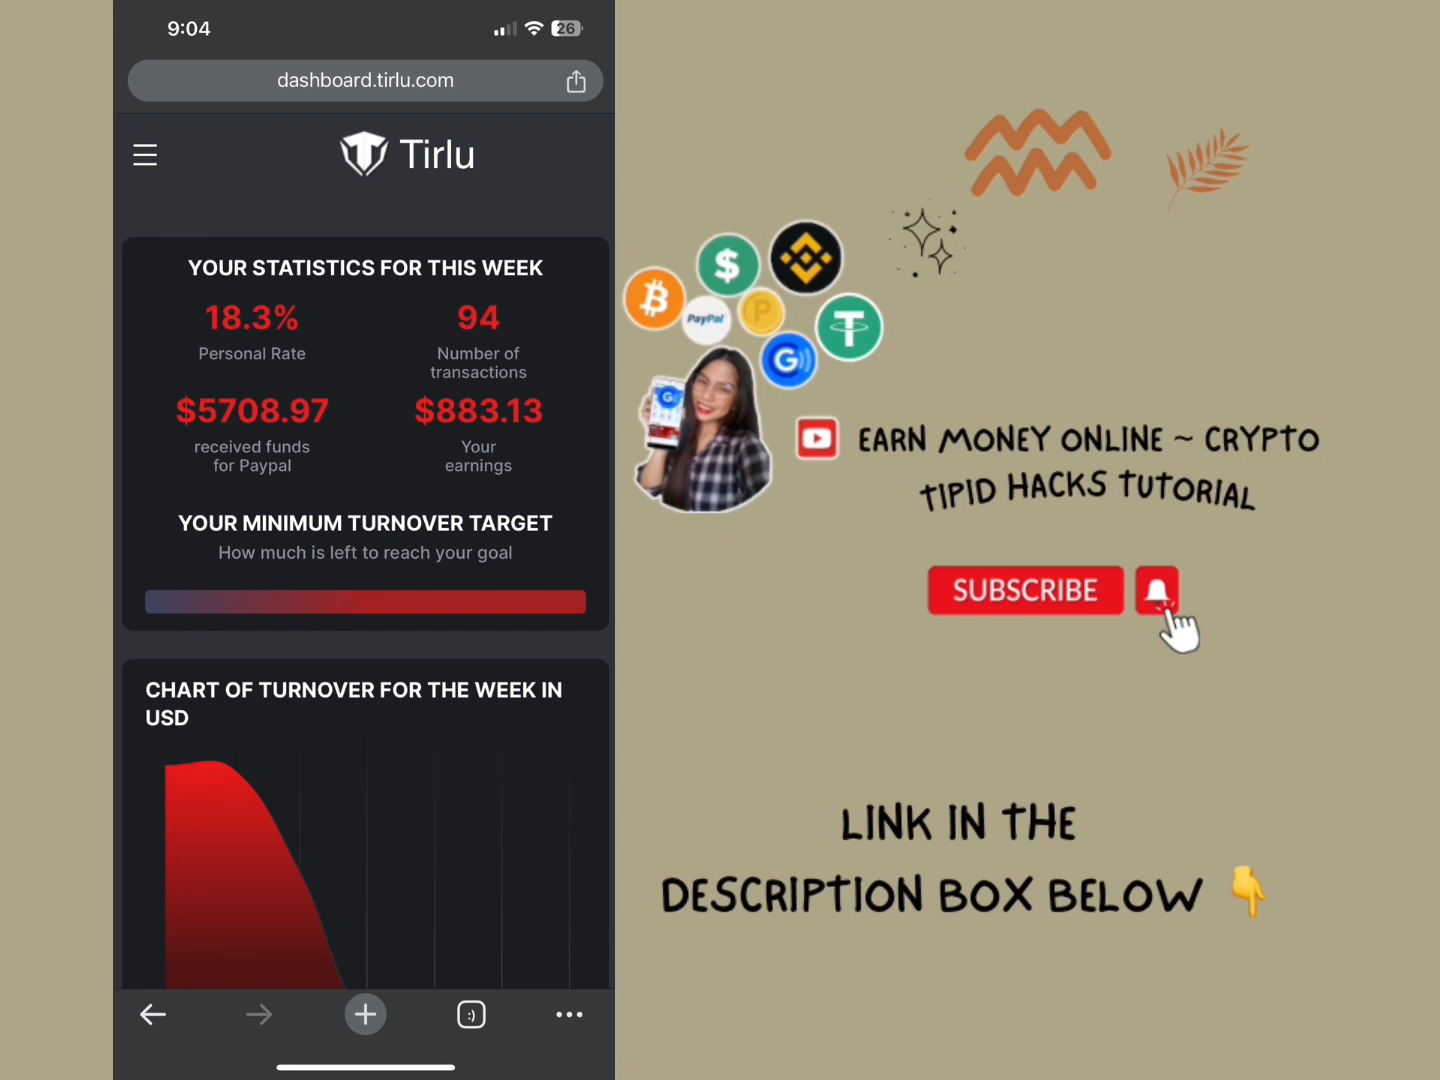 9:04
26
dashboard.tirlu.com
Tirlu
YOUR STATISTICS FOR THIS WEEK
18.3%
Personal Rate
94
Number of
transactions
$5708.97
received funds
for Paypal
$883.13
Your
earnings
YOUR MINIMUM TURNOVER TARGET
How much is left to reach your goal
CHART OF TURNOVER FOR THE WEEK IN
USD
:)
PayPal
P
G
EARN MONEY ONLINE ~ CRYPTO
TIPID HACKS TUTORIAL
SUBSCRIBE
LINK IN THE
DESCRIPTION BOX BELOW 👇